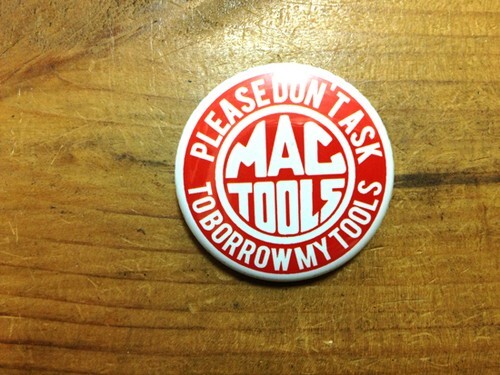 PLEASE DON'T ASK
MAC
TOOLS
TO BORROW MY TOOLS